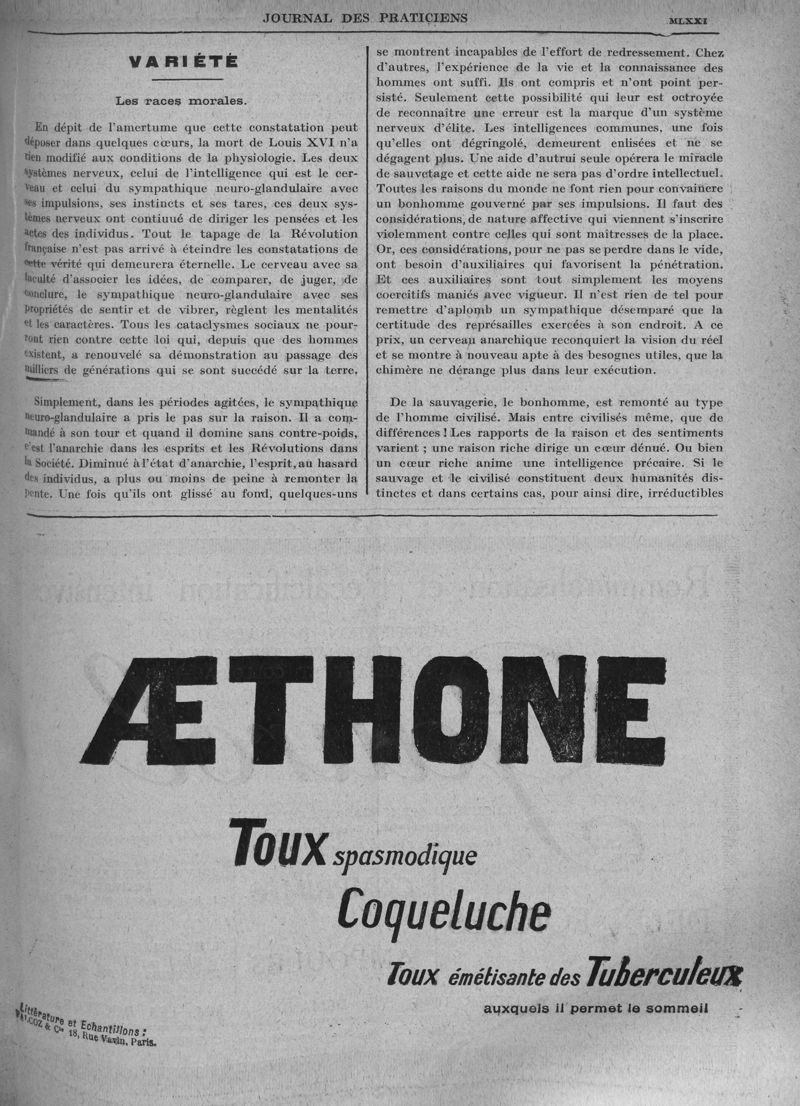 JOURNAL DES PRATICIENS
MLXXI
VARIÉTÉ
Les races morales.
En dépit de l'amertume que cette constatation peut
déposer dans quelques cœurs, la mort de Louis XVI n'a
rien modifié aux conditions de la physiologie. Les deux
systèmes nerveux, celui de l'intelligence qui est le cer-
veau et celui du sympathique neuro-glandulaire avec
ses impulsions, ses instincts et ses tares, ces deux sys-
tèmes nerveux ont contiuué de diriger les pensées et les
actes des individus. Tout le tapage de la Révolution
française n'est pas arrivé à éteindre les constatations de
cette vérité qui demeurera éternelle. Le cerveau avec sa
faculté d'associer les idées, de comparer, de juger, de
conclure, le sympathique neuro-glandulaire avec ses
propriétés de sentir et de vibrer, règlent les mentalités
et les caractères. Tous les cataclysmes sociaux ne pour-
ront rien contre cette loi qui, depuis que des hommes
existent, a renouvelé sa démonstration au passage des
milliers de générations qui se sont succédé sur la terre.
Simplement, dans les périodes agitées, le sympathique
neuro-glandulaire a pris le pas sur la raison. Il a com-
mandé à son tour et quand il domine sans contre-poids,
c'est l'anarchie dans les esprits et les Révolutions dans
la Société. Diminué à l'état d'anarchie, l'esprit, au hasard
des individus, a plus ou moins de peine à remonter la
pente. Une fois qu'ils ont glissé au fond, quelques-uns
se montrent incapables de l'effort de redressement. Chez
d'autres, l'expérience de la vie et la connaissance des
hommes ont suffi. Ils ont compris et n'ont point per-
sisté. Seulement cette possibilité qui leur est octroyée
de reconnaître une erreur est la marque d'un système
nerveux d'élite. Les intelligences communes, une fois
qu'elles ont dégringolé, demeurent enlisées et ne se
dégagent plus. Une aide d'autrui seule opérera le miracle
de sauvetage et cette aide ne sera pas d'ordre intellectuel.
Toutes les raisons du monde ne font rien pour convaincre
un bonhomme gouverné par ses impulsions. Il faut des
considérations, de nature affective qui viennent s'inscrire
violemment contre celles qui sont maîtresses de la place.
Or, ces considérations, pour ne pas se perdre dans le vide,
ont besoin d'auxiliaires qui favorisent la pénétration.
Et ces auxiliaires sont tout simplement les moyens
coercitifs maniés avec vigueur. Il n'est rien de tel pour
remettre d'aplomb un sympathique désemparé que la
certitude des représailles exercées à son endroit. A ce
prix, un cerveau anarchique reconquiert la vision du réel
et se montre à nouveau apte à des besognes utiles, que la
chimère ne dérange plus dans leur exécution.
De la sauvagerie, le bonhomme, est remonté au type
de l'homme civilisé. Mais entre civilisés même, que de
différences ! Les rapports de la raison et des sentiments
varient ; une raison riche dirige un cœur dénué. Ou bien
un cœur riche anime une intelligence précaire. Si le
sauvage et le civilisé constituent deux humanités dis-
tinctes et dans certains cas, pour ainsi dire, irréductibles
ÆTHONE
Toux spasmodique
Coqueluche
Toux émétisante des Tuberculeux
auxquels il permet le sommeil
Littérature et Echantillons :
& Cie 18, Rue Vavin, Paris.